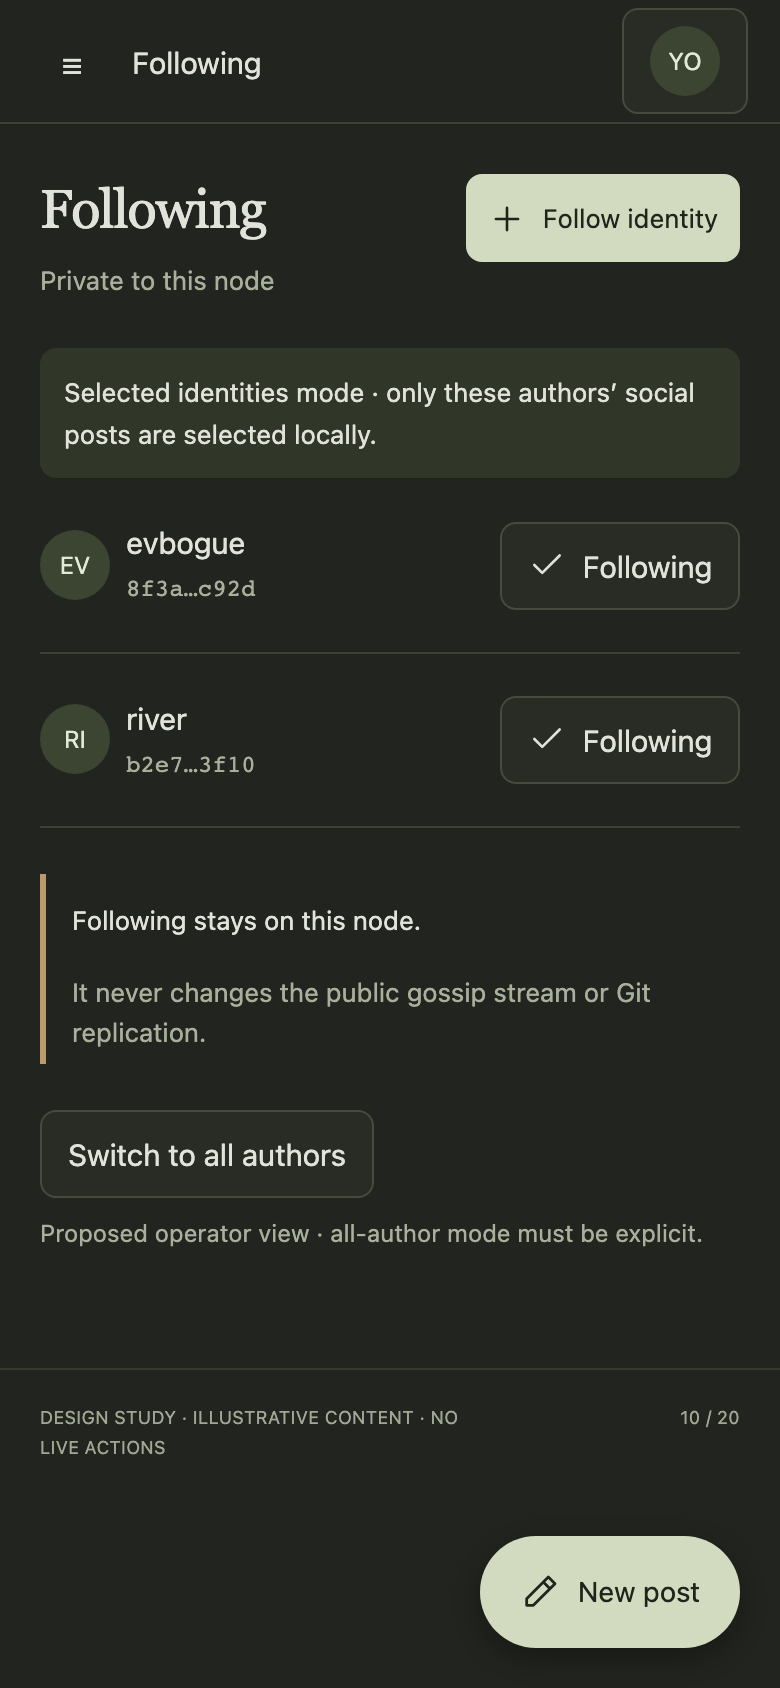 Following
YO
Following
Follow identity
Private to this node
Selected identities mode · only these authors’ social
posts are selected locally.
EV
evbogue
8f3a…c92d
Following
RI
river
b2e7…3f10
Following
Following stays on this node.
It never changes the public gossip stream or Git
replication.
Switch to all authors
Proposed operator view · all-author mode must be explicit.
DESIGN STUDY · ILLUSTRATIVE CONTENT · NO
LIVE ACTIONS
10 / 20
New post